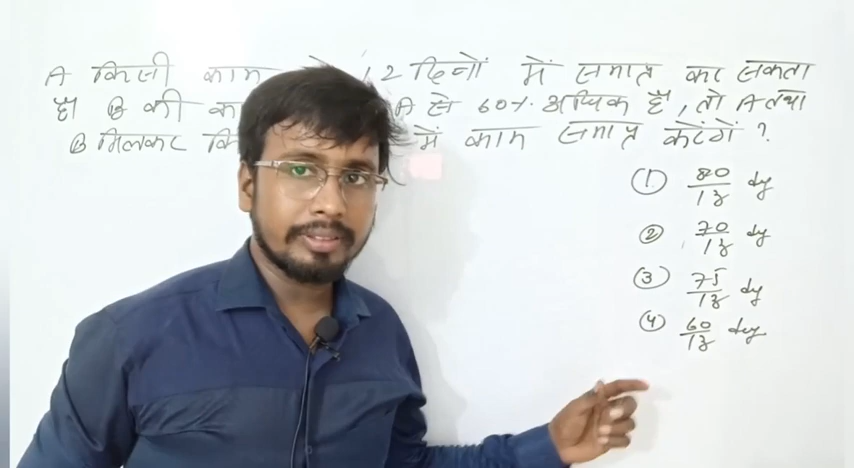 A किसी काम 12 दिनों में समाप्त कर सकता
है। B की A से 60% अधिक है, तो A तथा
B मिलकर में काम समाप्त करेंगे ?
① 80/13 dy
② 70/13 dy
③ 75/13 dy
④ 60/13 dy